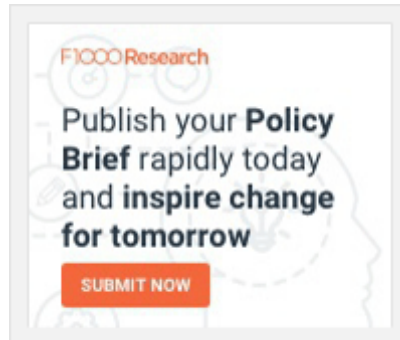 F1000Research
Publish your Policy
Brief rapidly today
and inspire change
for tomorrow
SUBMIT NOW